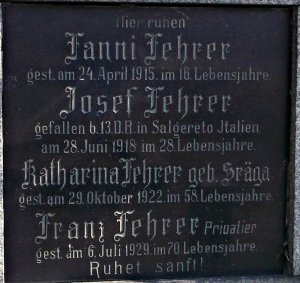 Hier ruhen
Fanni Fehrer
gest. am 24. April 1915. im 16. Lebensjahre.
Josef Fehrer
gefallen b. 13. D.R. in Salgereto Jtalien
am 28. Juni 1918 im 28. Lebensjahre.
Katharina Fehrer geb. Sräga
gest. am 29. Oktober 1922. im 58. Lebensjahre.
Franz Fehrer Privatier
gest. am 6. Juli 1929. im 70. Lebensjahre.
Ruhet sanft!